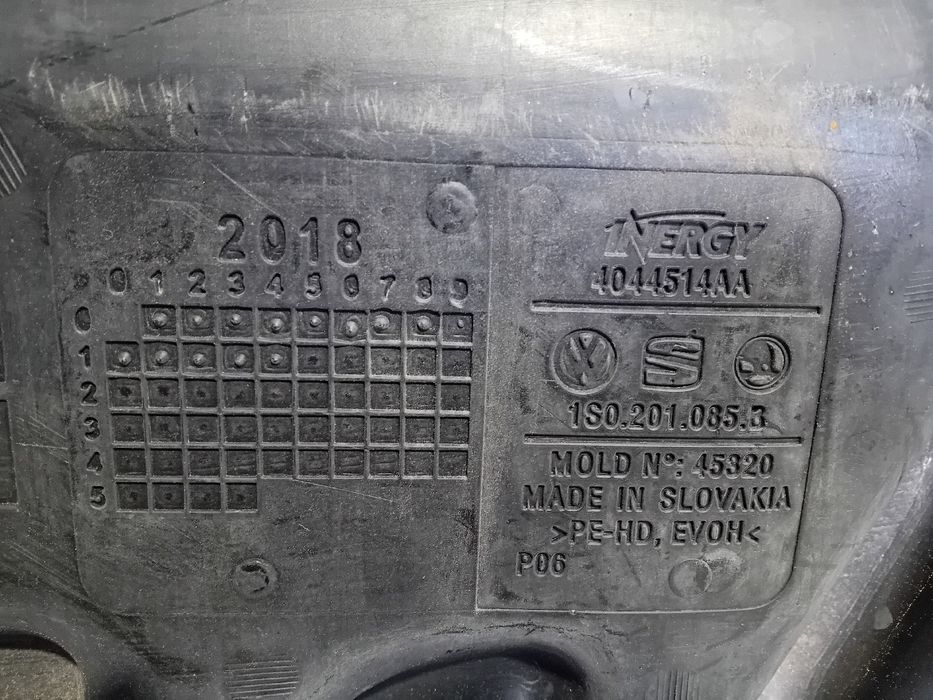 2018
0 1 2 3 4 5 6 7 8 9
0
1
2
3
4
5
INERGY
4044514AA
1S0.201.085.B
MOLD Nº: 45320
MADE IN SLOVAKIA
>PE-HD, EVOH<
P06